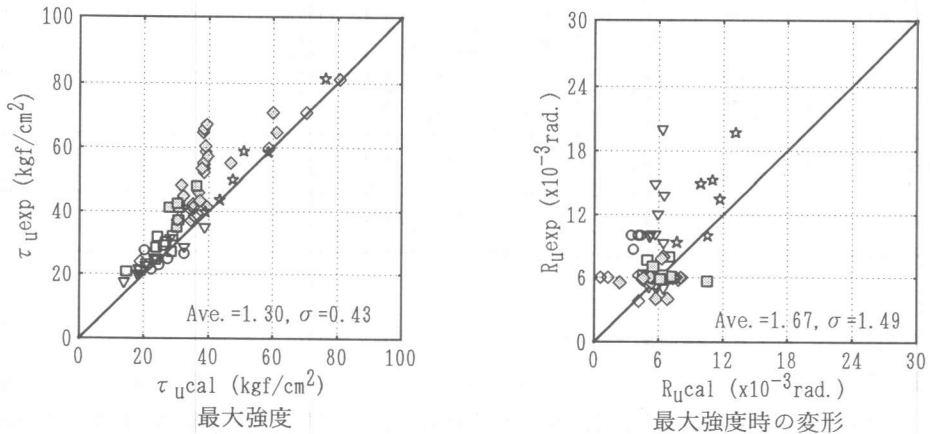 100
80
60
40
20
0
τuexp (kgf/cm²)
Ave.=1.30, σ=0.43
0 20 40 60 80 100
τucal (kgf/cm²)
最大強度
30
24
18
12
6
0
Ruexp (x10⁻³rad.)
Ave.=1.67, σ=1.49
0 6 12 18 24 30
Rucal (x10⁻³rad.)
最大強度時の変形